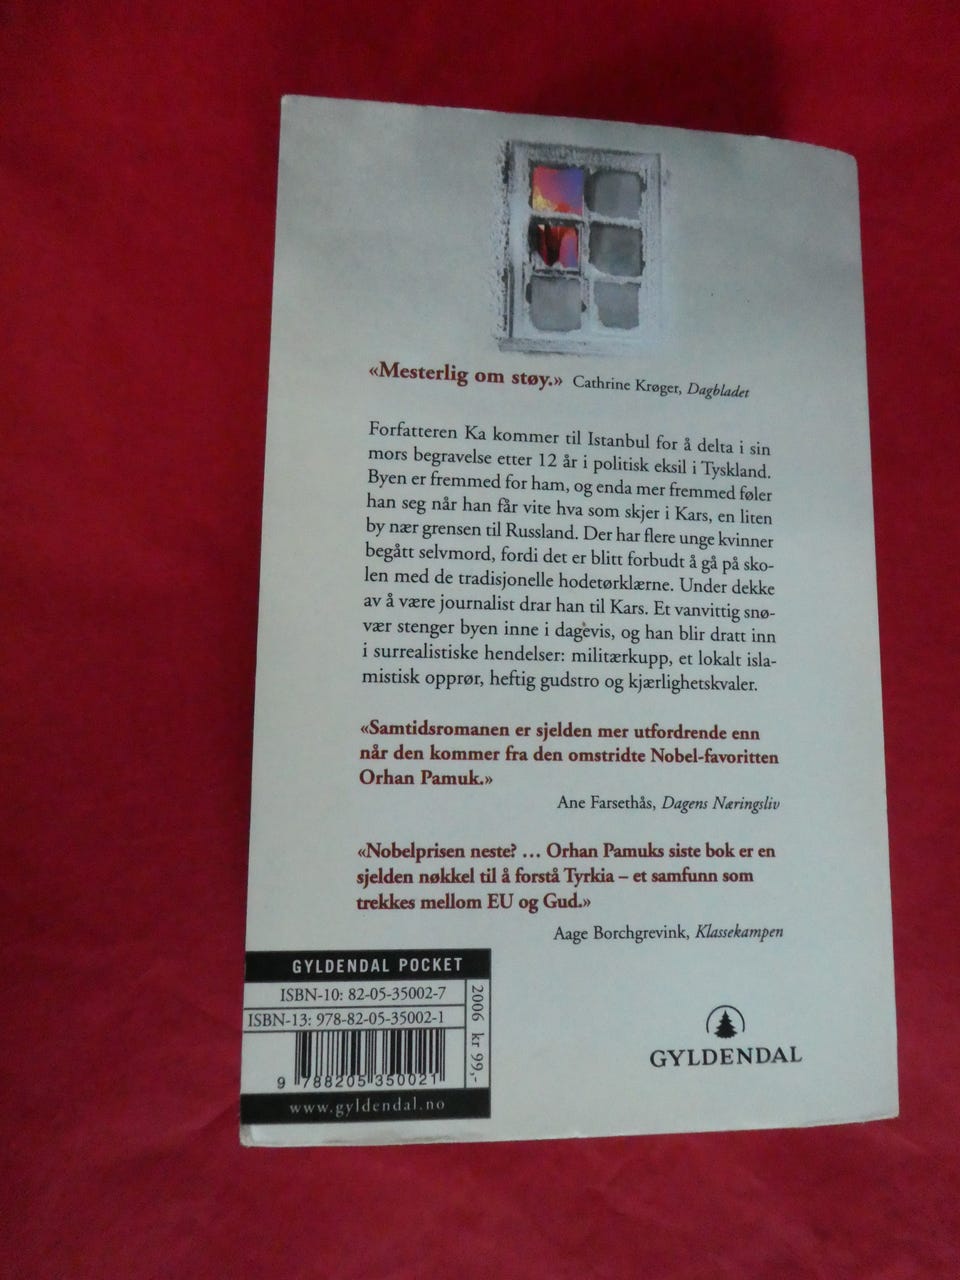 «Mesterlig om støy.» Cathrine Krøger, Dagbladet
Forfatteren Ka kommer til Istanbul for å delta i sin
mors begravelse etter 12 år i politisk eksil i Tyskland.
Byen er fremmed for ham, og enda mer fremmed føler
han seg når han får vite hva som skjer i Kars, en liten
by nær grensen til Russland. Der har flere unge kvinner
begått selvmord, fordi det er blitt forbudt å gå på sko-
len med de tradisjonelle hodetørklærne. Under dekke
av å være journalist drar han til Kars. Et vanvittig snø-
vær stenger byen inne i dagevis, og han blir dratt inn
i surrealistiske hendelser: militærkupp, et lokalt isla-
mistisk opprør, heftig gudstro og kjærlighetskvaler.
«Samtidsromanen er sjelden mer utfordrende enn
når den kommer fra den omstridte Nobel-favoritten
Orhan Pamuk.»
Ane Farsethås, Dagens Næringsliv
«Nobelprisen neste? … Orhan Pamuks siste bok er en
sjelden nøkkel til å forstå Tyrkia – et samfunn som
trekkes mellom EU og Gud.»
Aage Borchgrevink, Klassekampen
GYLDENDAL POCKET
ISBN-10: 82-05-35002-7
ISBN-13: 978-82-05-35002-1
2006 kr 99,-
9 788205 350021
www.gyldendal.no
GYLDENDAL